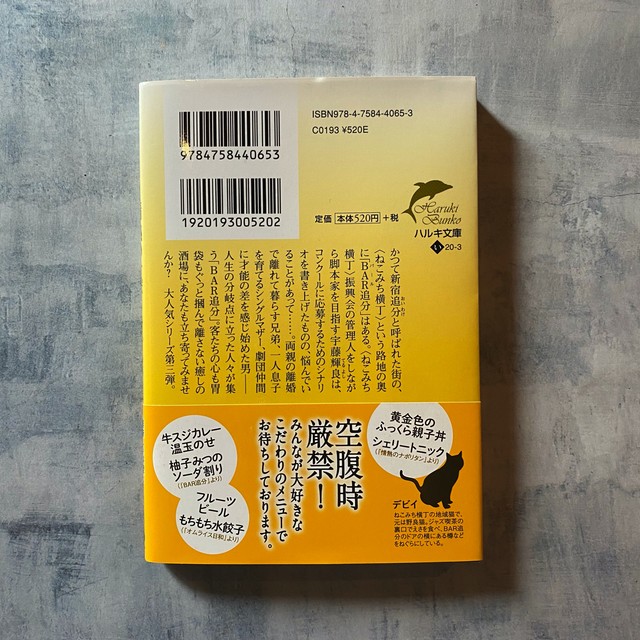 ISBN978-4-7584-4065-3
C0193 ¥520E
9784758440653
1920193005202
定価 本体520円 +税
Haruki
Bunko
ハルキ文庫
い 20-3
かつて新宿追分と呼ばれた街の、
〈ねこみち横丁〉という路地の奥
に「BAR追分」はある。〈ねこみち
横丁〉振興会の管理人をしなが
ら脚本家を目指す宇藤輝良は、
コンクールに応募するためのシナリ
オを書き上げたものの、悩んでい
ることがあって……。両親の離婚
で離れて暮らす兄弟、一人息子
を育てるシングルマザー、劇団仲間
に才能の差を感じ始めた男——
人生の分岐点に立った人々が集
う「BAR追分」。客たちの心も胃
袋もぐっと掴んで離さない癒しの
酒場に、あなたも立ち寄ってみませ
んか? 大人気シリーズ第三弾。
黄金色の
ふっくら親子丼
シェリートニック
(「情熱のナポリタン」より)
空腹時
厳禁!
みんなが大好きな
こだわりのメニューで
お待ちしております。
牛スジカレー
温玉のせ
柚子みつの
ソーダ割り
(「BAR追分」より)
フルーツ
ビール
もちもち水餃子
(「オムライス日和」より)
デビイ
ねこみち横丁の地域猫で、
元は野良猫。ジャズ喫茶の
裏口でえさを食べ、BAR追
分のドアの横にある樽など
をねぐらにしている。